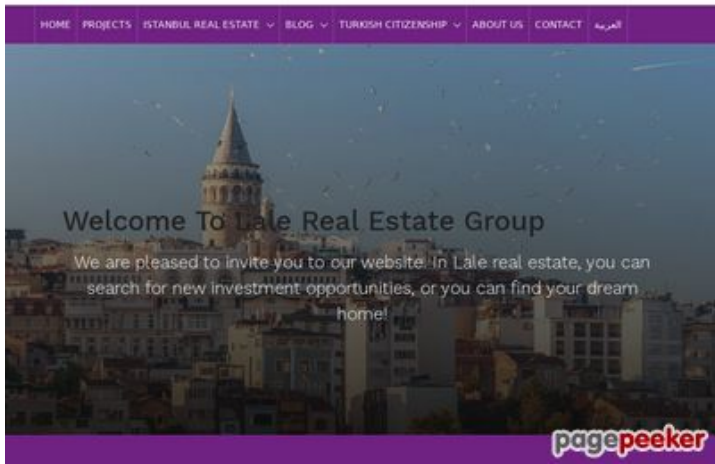 HOME PROJECTS ISTANBUL REAL ESTATE BLOG TURKISH CITIZENSHIP ABOUT US CONTACT العربية
Welcome To Lale Real Estate Group
We are pleased to invite you to our website. In Lale real estate, you can
search for new investment opportunities, or you can find your dream
home!
pagepeeker